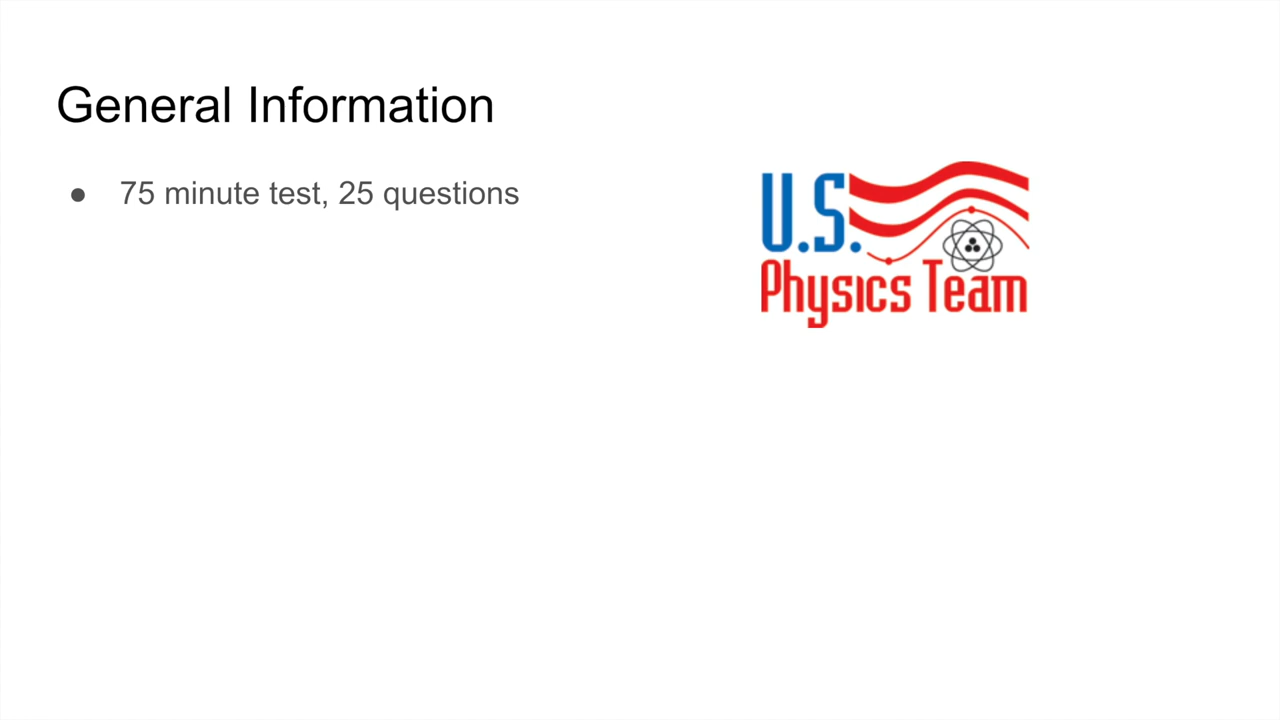 General Information
● 75 minute test, 25 questions
U.S.
Physics Team